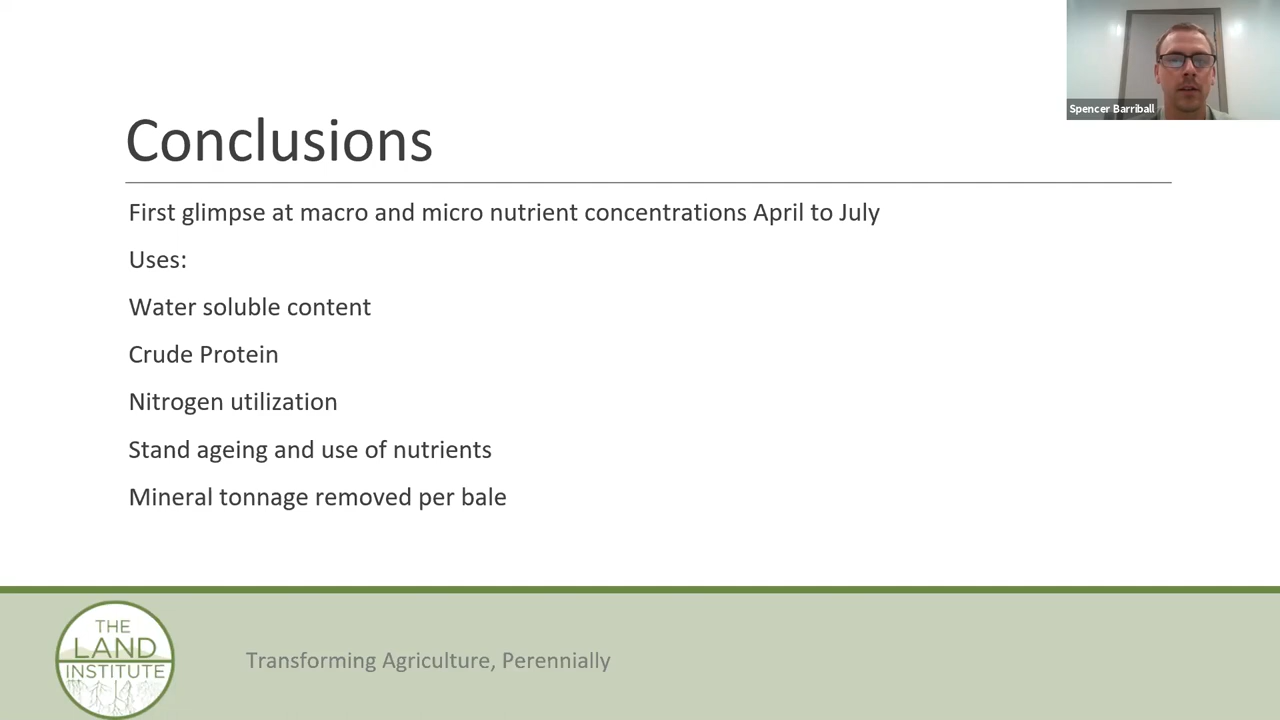 Spencer Barriball
Conclusions
First glimpse at macro and micro nutrient concentrations April to July
Uses:
Water soluble content
Crude Protein
Nitrogen utilization
Stand ageing and use of nutrients
Mineral tonnage removed per bale
THE
LAND
INSTITUTE
Transforming Agriculture, Perennially